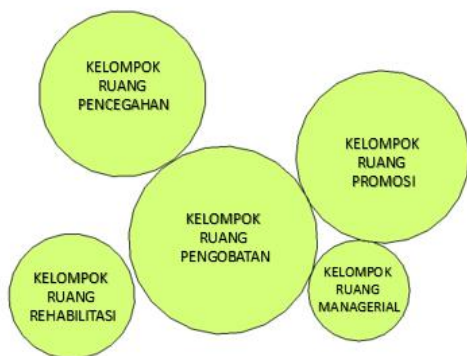 KELOMPOK
RUANG
PENCEGAHAN
KELOMPOK
RUANG
PROMOSI
KELOMPOK
RUANG
PENGOBATAN
KELOMPOK
RUANG
REHABILITASI
KELOMPOK
RUANG
MANAGERIAL